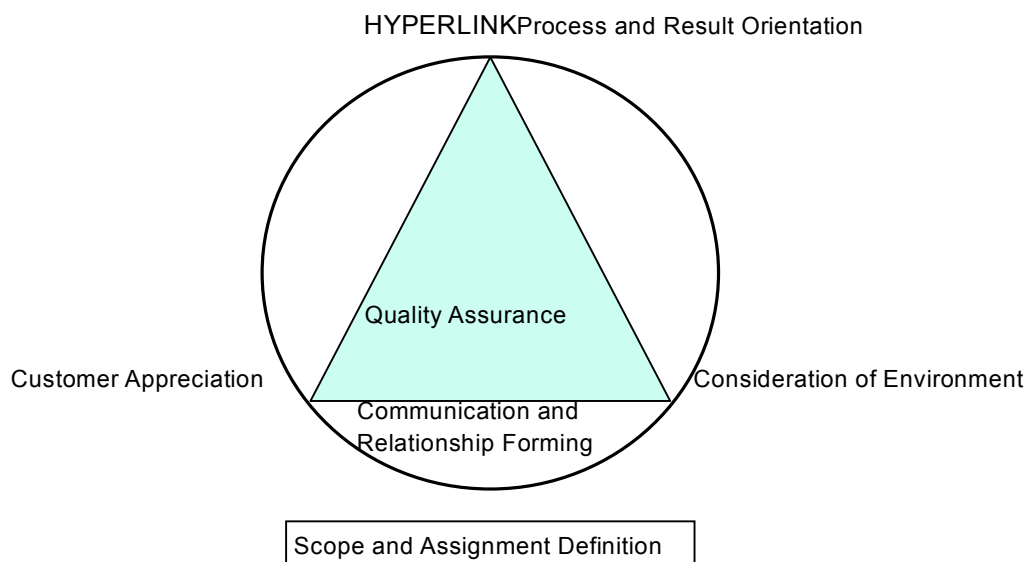 HYPERLINKProcess and Result Orientation
Quality Assurance
Customer Appreciation
Consideration of Environment
Communication and
Relationship Forming
Scope and Assignment Definition